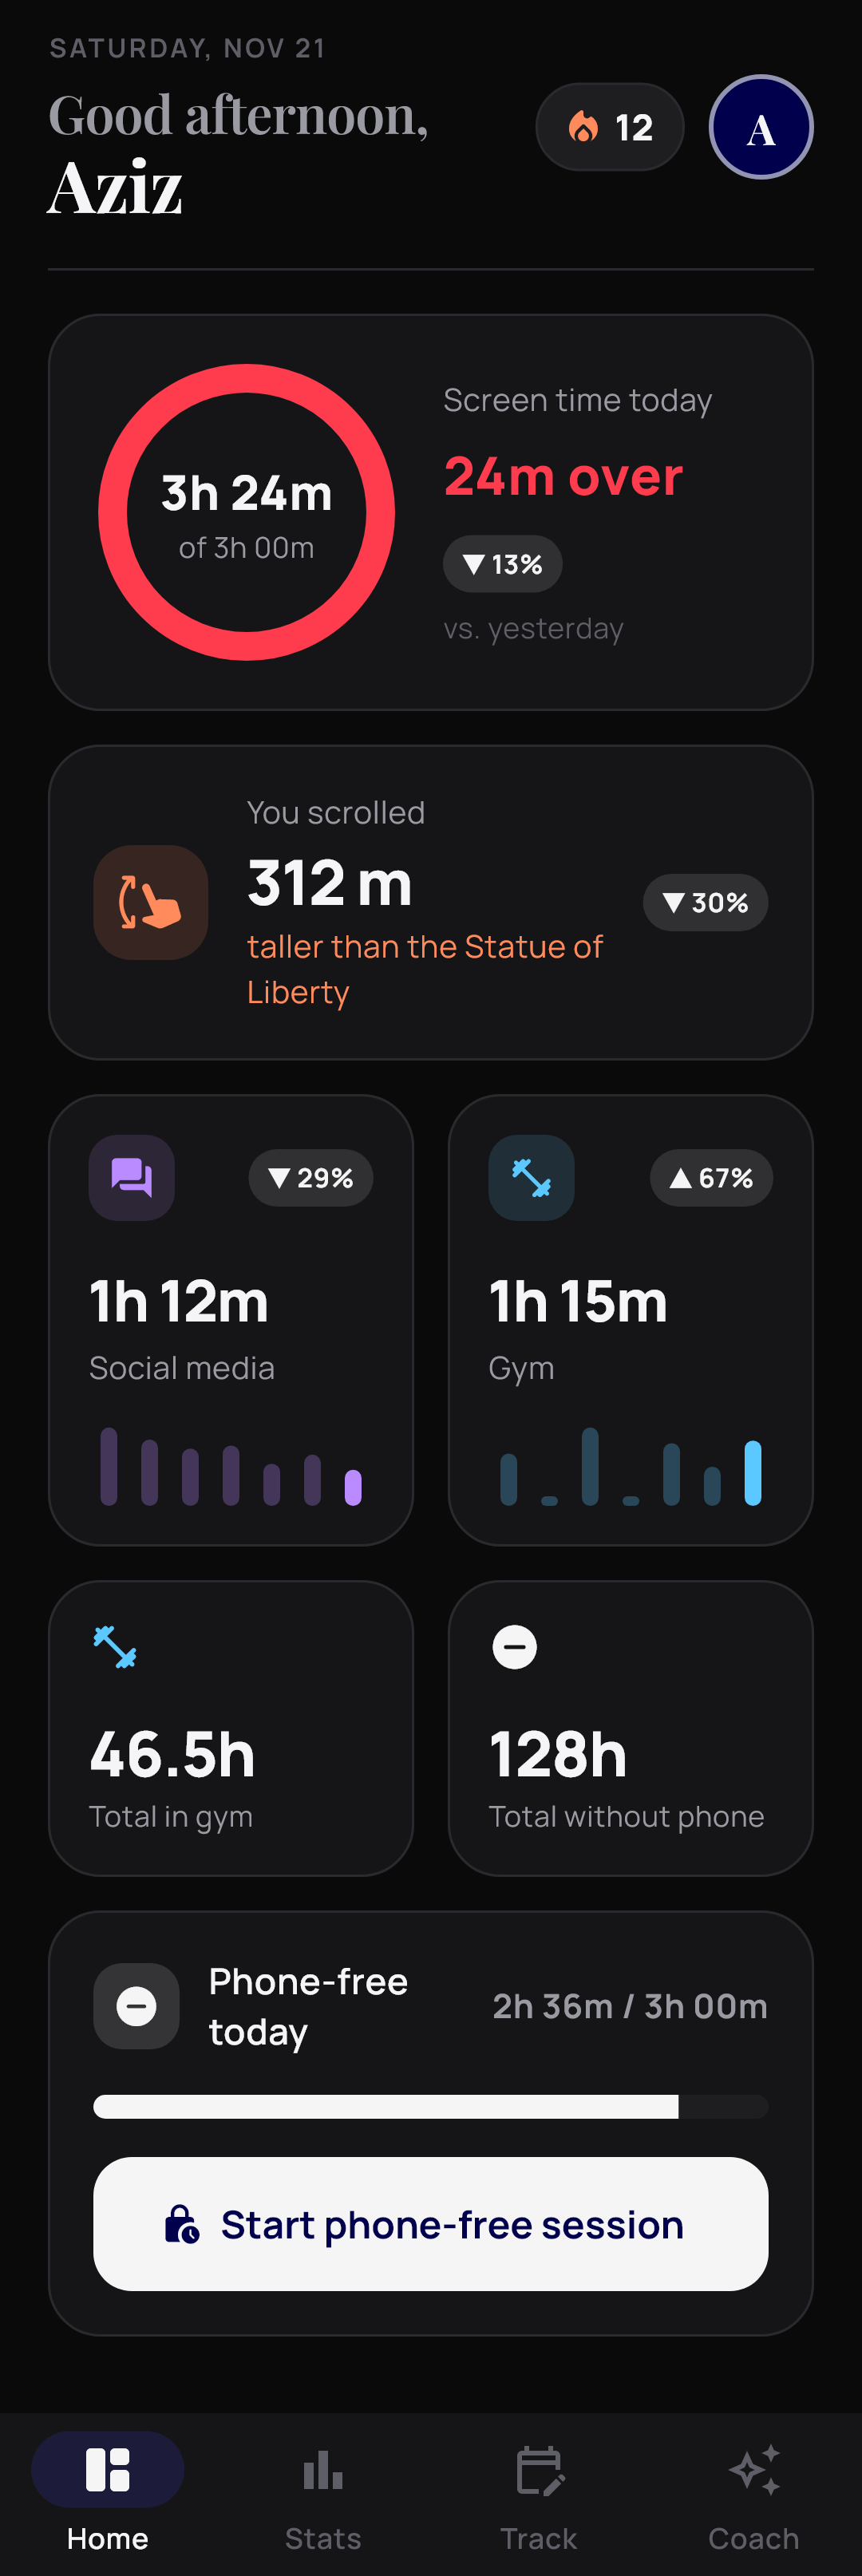 SATURDAY, NOV 21
Good afternoon,
Aziz
12
A
3h 24m
of 3h 00m
Screen time today
24m over
▼ 13%
vs. yesterday
You scrolled
312 m
taller than the Statue of
Liberty
▼ 30%
▼ 29%
1h 12m
Social media
▲ 67%
1h 15m
Gym
46.5h
Total in gym
128h
Total without phone
Phone-free
today
2h 36m / 3h 00m
Start phone-free session
Home
Stats
Track
Coach